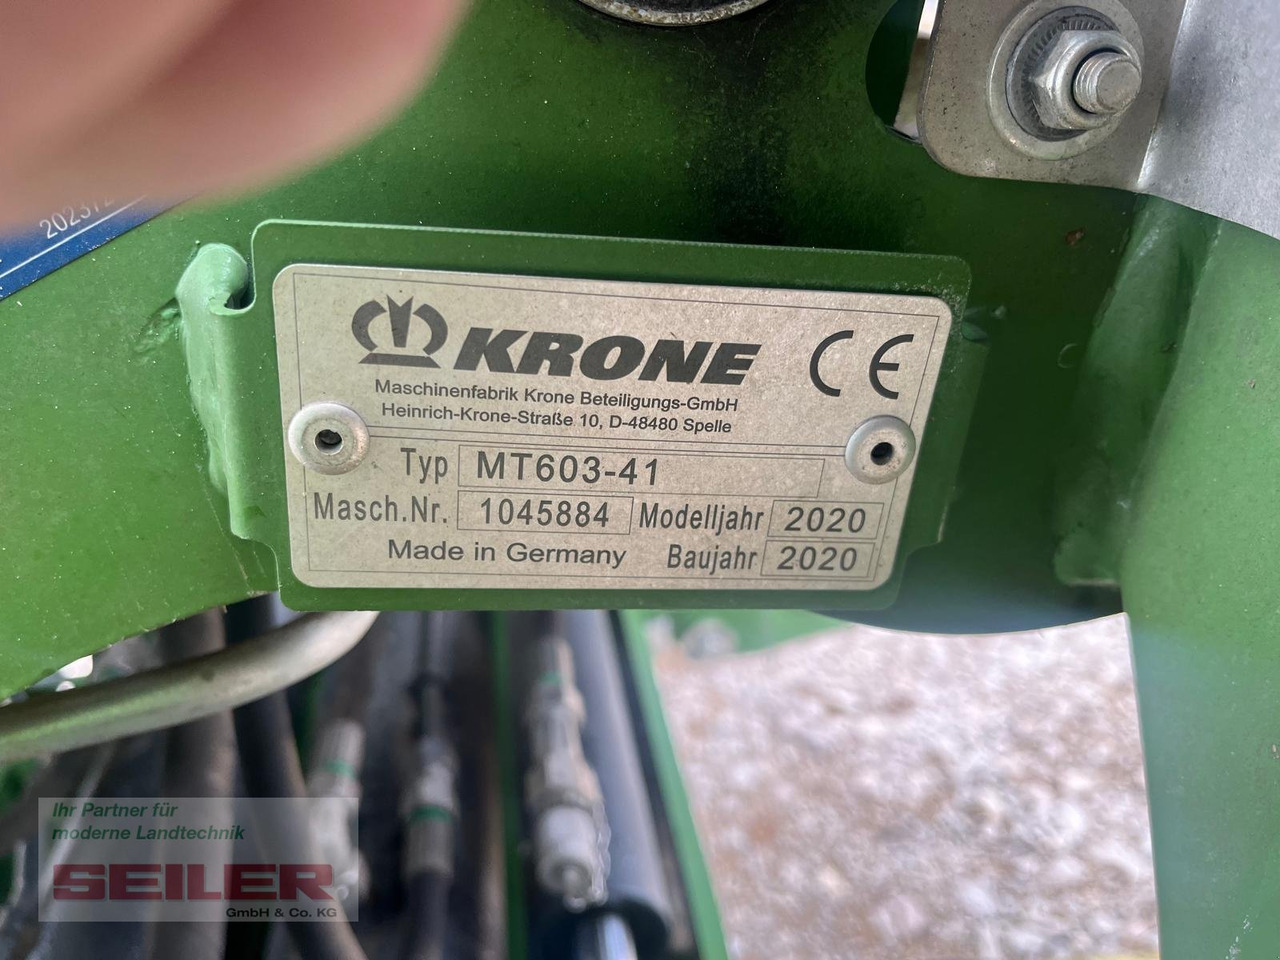 KRONE
CE
Maschinenfabrik Krone Beteiligungs-GmbH
Heinrich-Krone-Straße 10, D-48480 Spelle
Typ MT603-41
Masch.Nr. 1045884 Modelljahr 2020
Made in Germany Baujahr 2020
Ihr Partner für
moderne Landtechnik
SEILER
GmbH & Co. KG